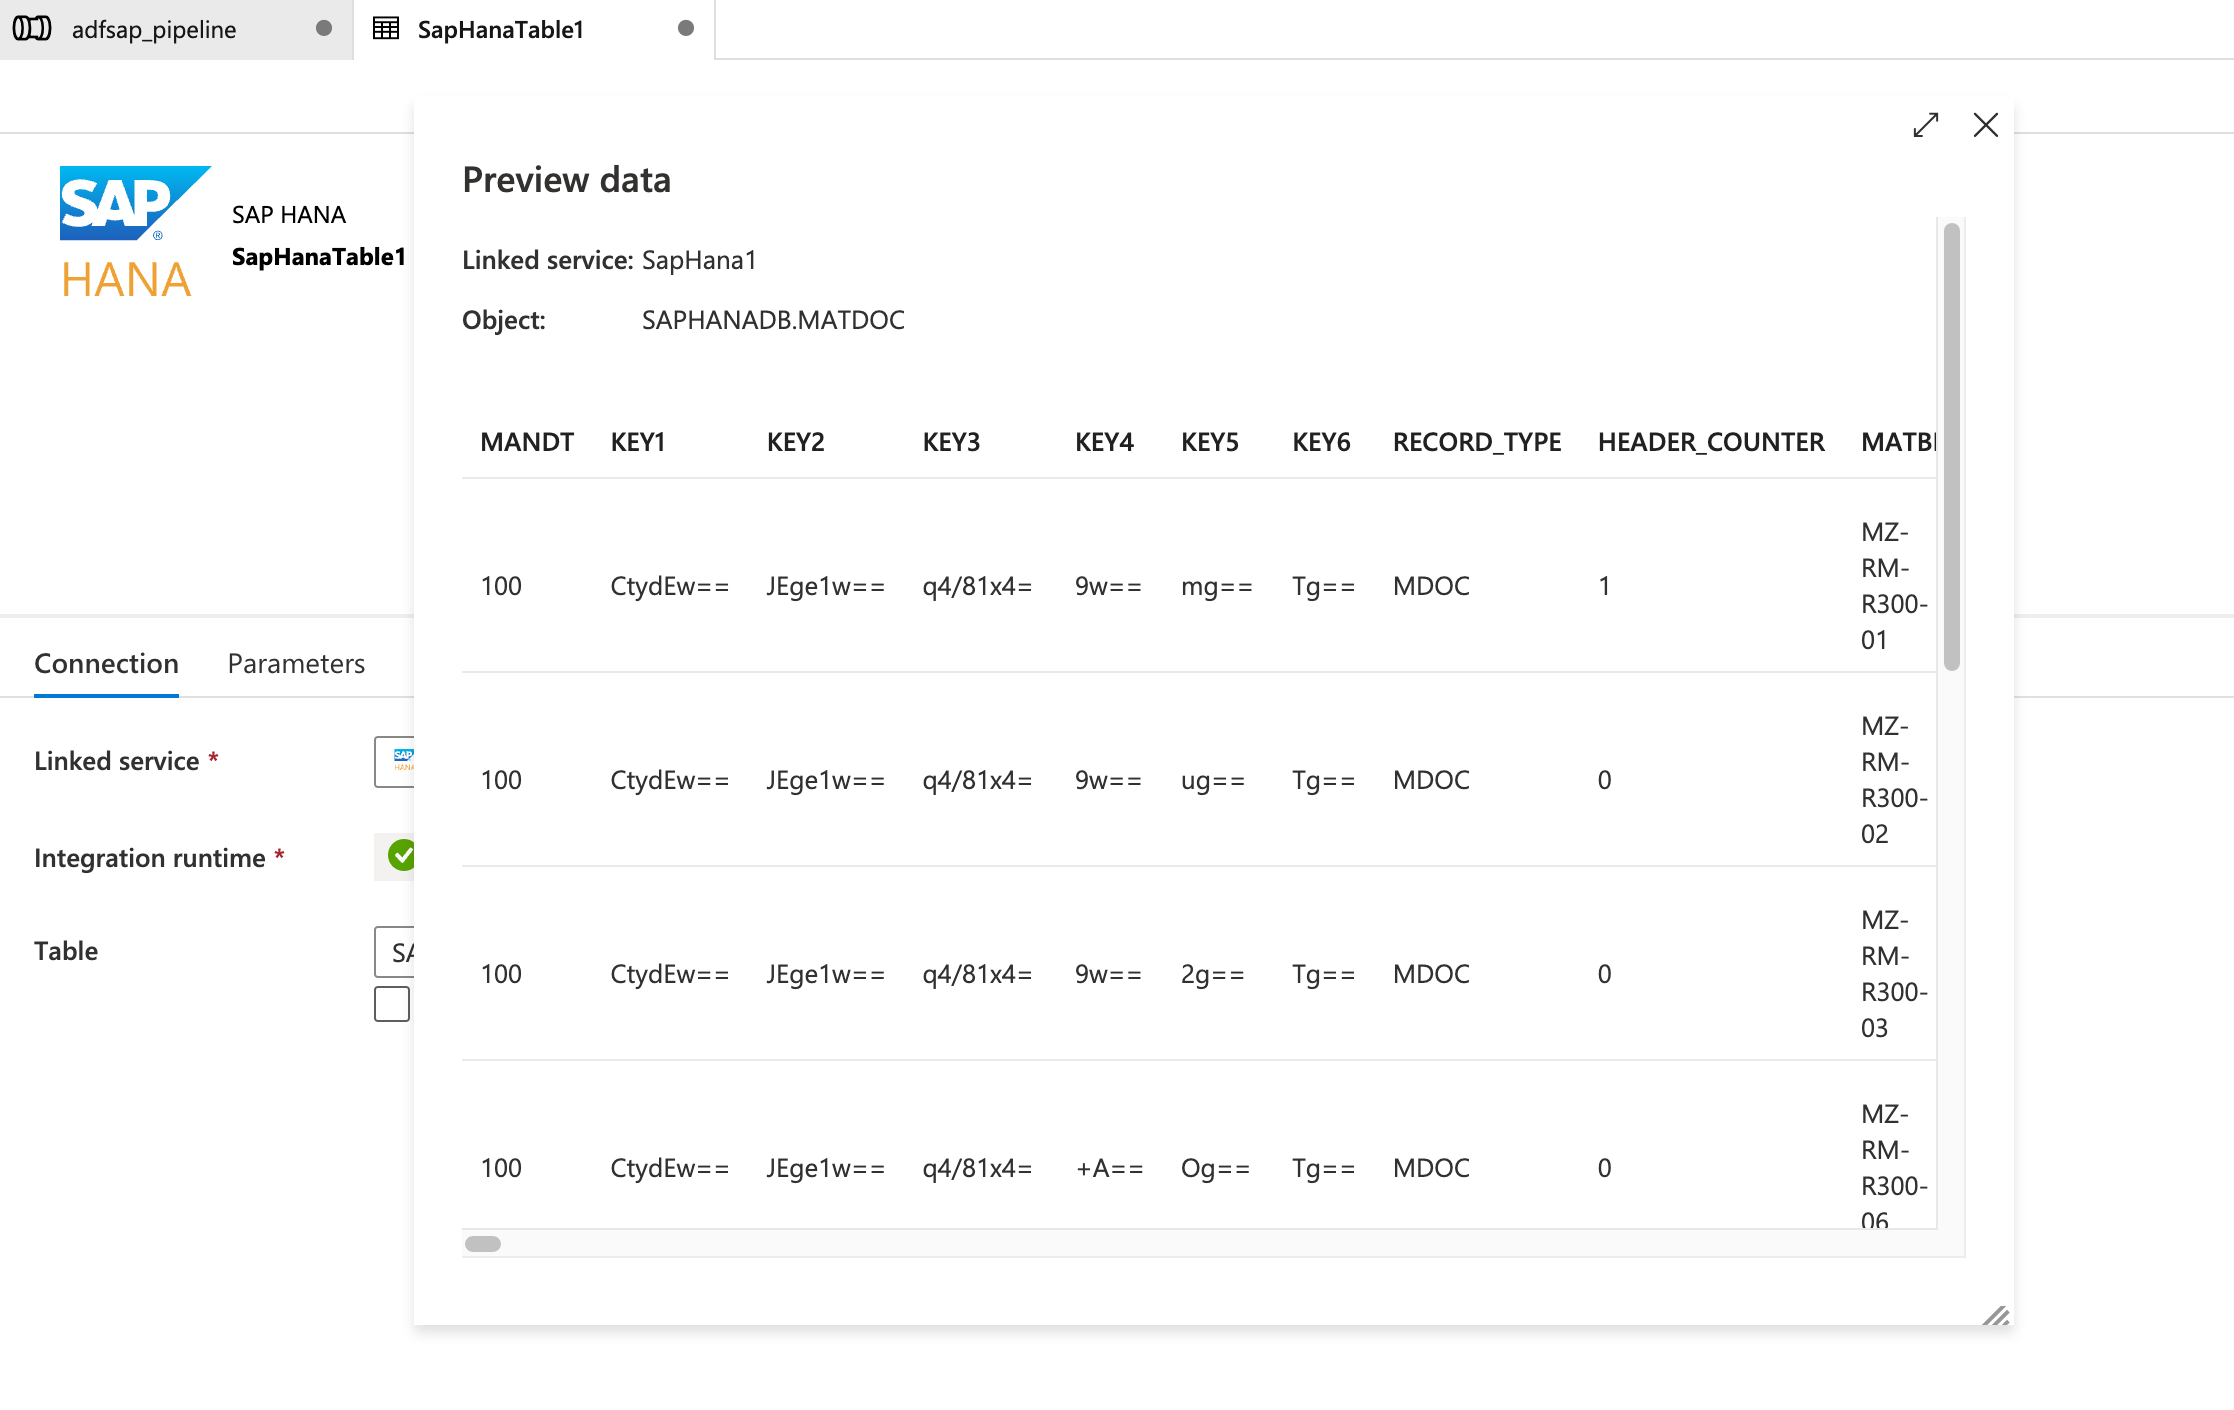 adfsap_pipeline
SapHanaTable1
SAP®
HANA
SAP HANA
SapHanaTable1
Preview data
Linked service: SapHana1
Object: SAPHANADB.MATDOC
MANDT KEY1 KEY2 KEY3 KEY4 KEY5 KEY6 RECORD_TYPE HEADER_COUNTER
100 CtydEw== JEge1w== q4/81x4= 9w== mg== Tg== MDOC 1 MZ-
RM-
R300-
01
100 CtydEw== JEge1w== q4/81x4= 9w== ug== Tg== MDOC 0 MZ-
RM-
R300-
02
100 CtydEw== JEge1w== q4/81x4= 9w== 2g== Tg== MDOC 0 MZ-
RM-
R300-
03
100 CtydEw== JEge1w== q4/81x4= +A== Og== Tg== MDOC 0 MZ-
RM-
R300-
06
Connection Parameters
Linked service *
SAP
Integration runtime *
Table